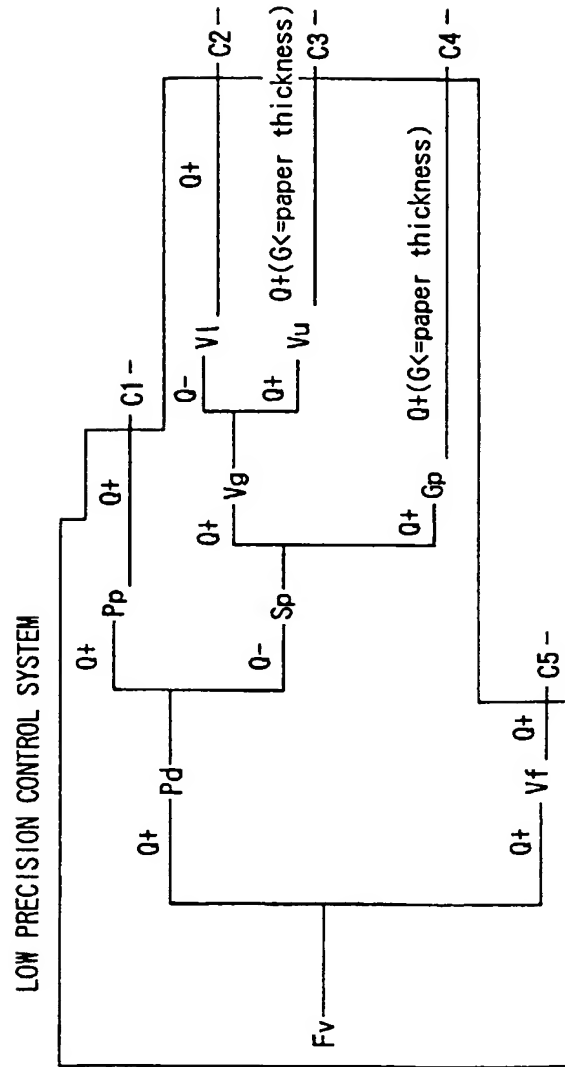 LOW PRECISION CONTROL SYSTEM
Q+ Pp Q+ C1 -
Q+ Pd
Q- Vl Q+ C2 -
Q+ Vg
Q+ Vu Q+(G<=paper thickness) C3 -
Q- Sp
Fv
Q+ Gp Q+(G<=paper thickness) C4 -
Q+ Vf Q+ C5 -